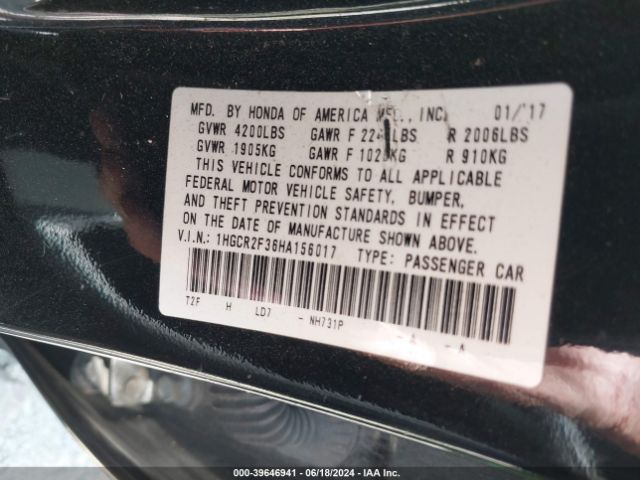 MFD. BY HONDA OF AMERICA MFG., INC. 01/'17
GVWR 4200LBS GAWR F LBS R 2006LBS
GVWR 1905KG GAWR F KG R 910KG
THIS VEHICLE CONFORMS TO ALL APPLICABLE
FEDERAL MOTOR VEHICLE SAFETY, BUMPER,
AND THEFT PREVENTION STANDARDS IN EFFECT
ON THE DATE OF MANUFACTURE SHOWN ABOVE.
V.I.N.: 1HGCR2F36HA156017 TYPE: PASSENGER CAR
T2F H LD7 - NH731P -A -A
000-39646941 - 06/18/2024 - IAA Inc.